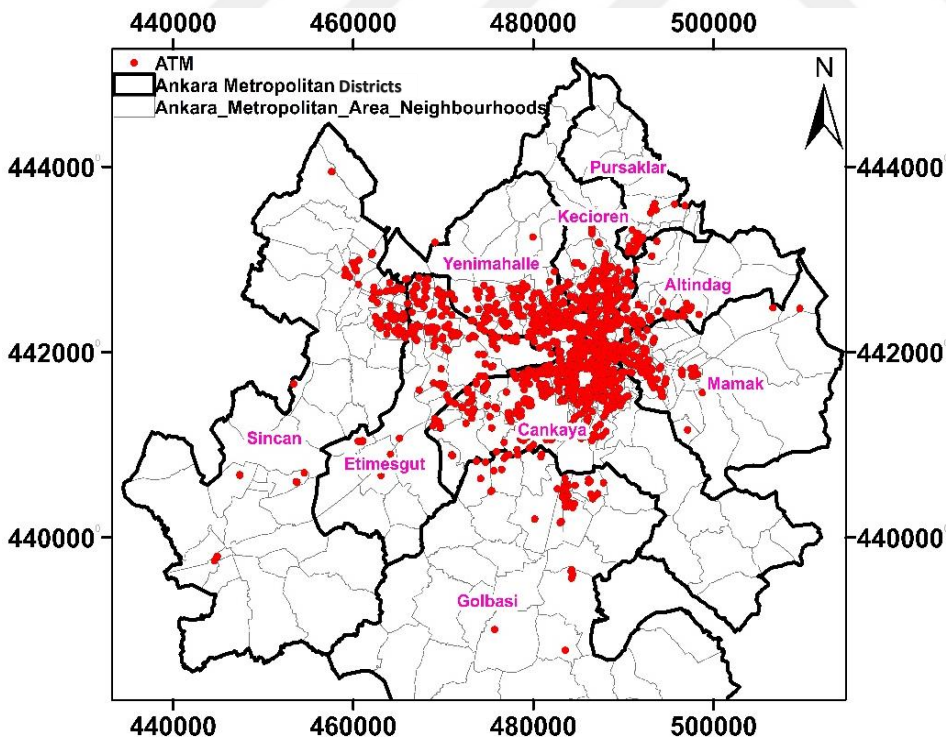 440000 460000 480000 500000
ATM
Ankara Metropolitan Districts
Ankara_Metropolitan_Area_Neighbourhoods
N
444000 444000
Pursaklar
Kecioren
Yenimahalle
Altindag
442000 442000
Mamak
Cankaya
Sincan
Etimesgut
440000 440000
Golbasi
440000 460000 480000 500000